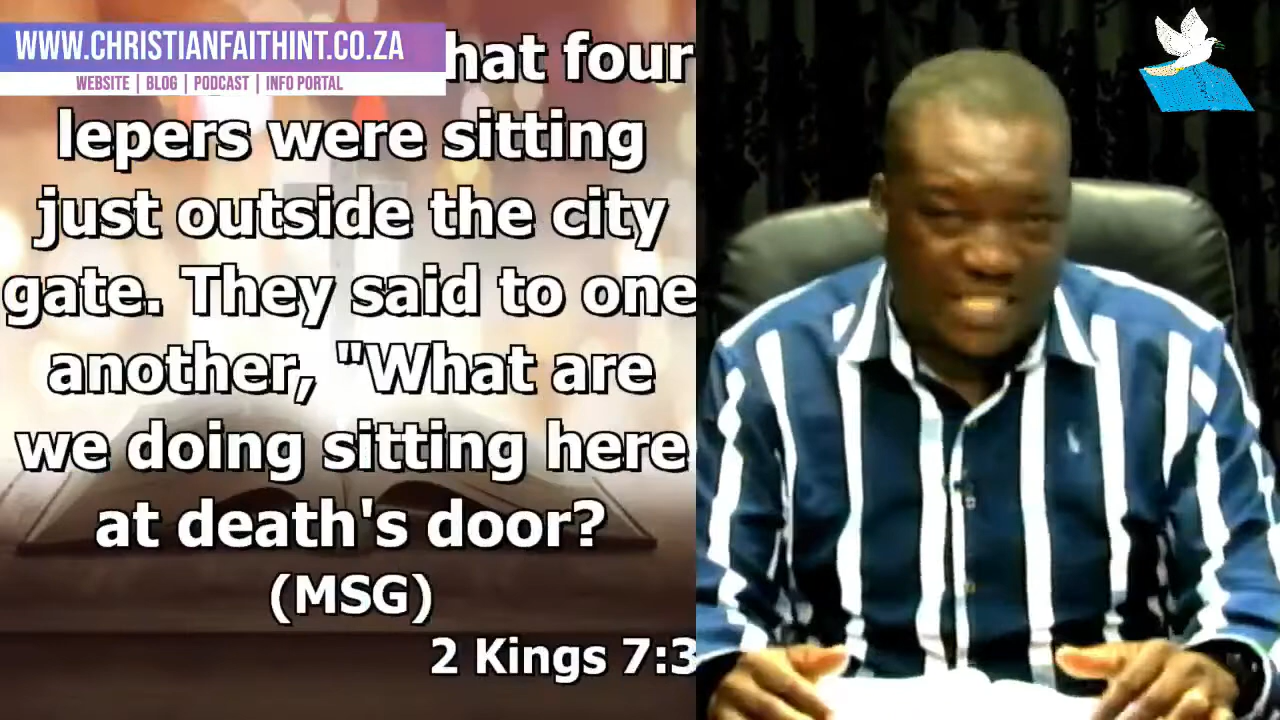 WWW.CHRISTIANFAITHINT.CO.ZA
WEBSITE | BLOG | PODCAST | INFO PORTAL
hat four
lepers were sitting
just outside the city
gate. They said to one
another, "What are
we doing sitting here
at death's door?
(MSG)
2 Kings 7:3